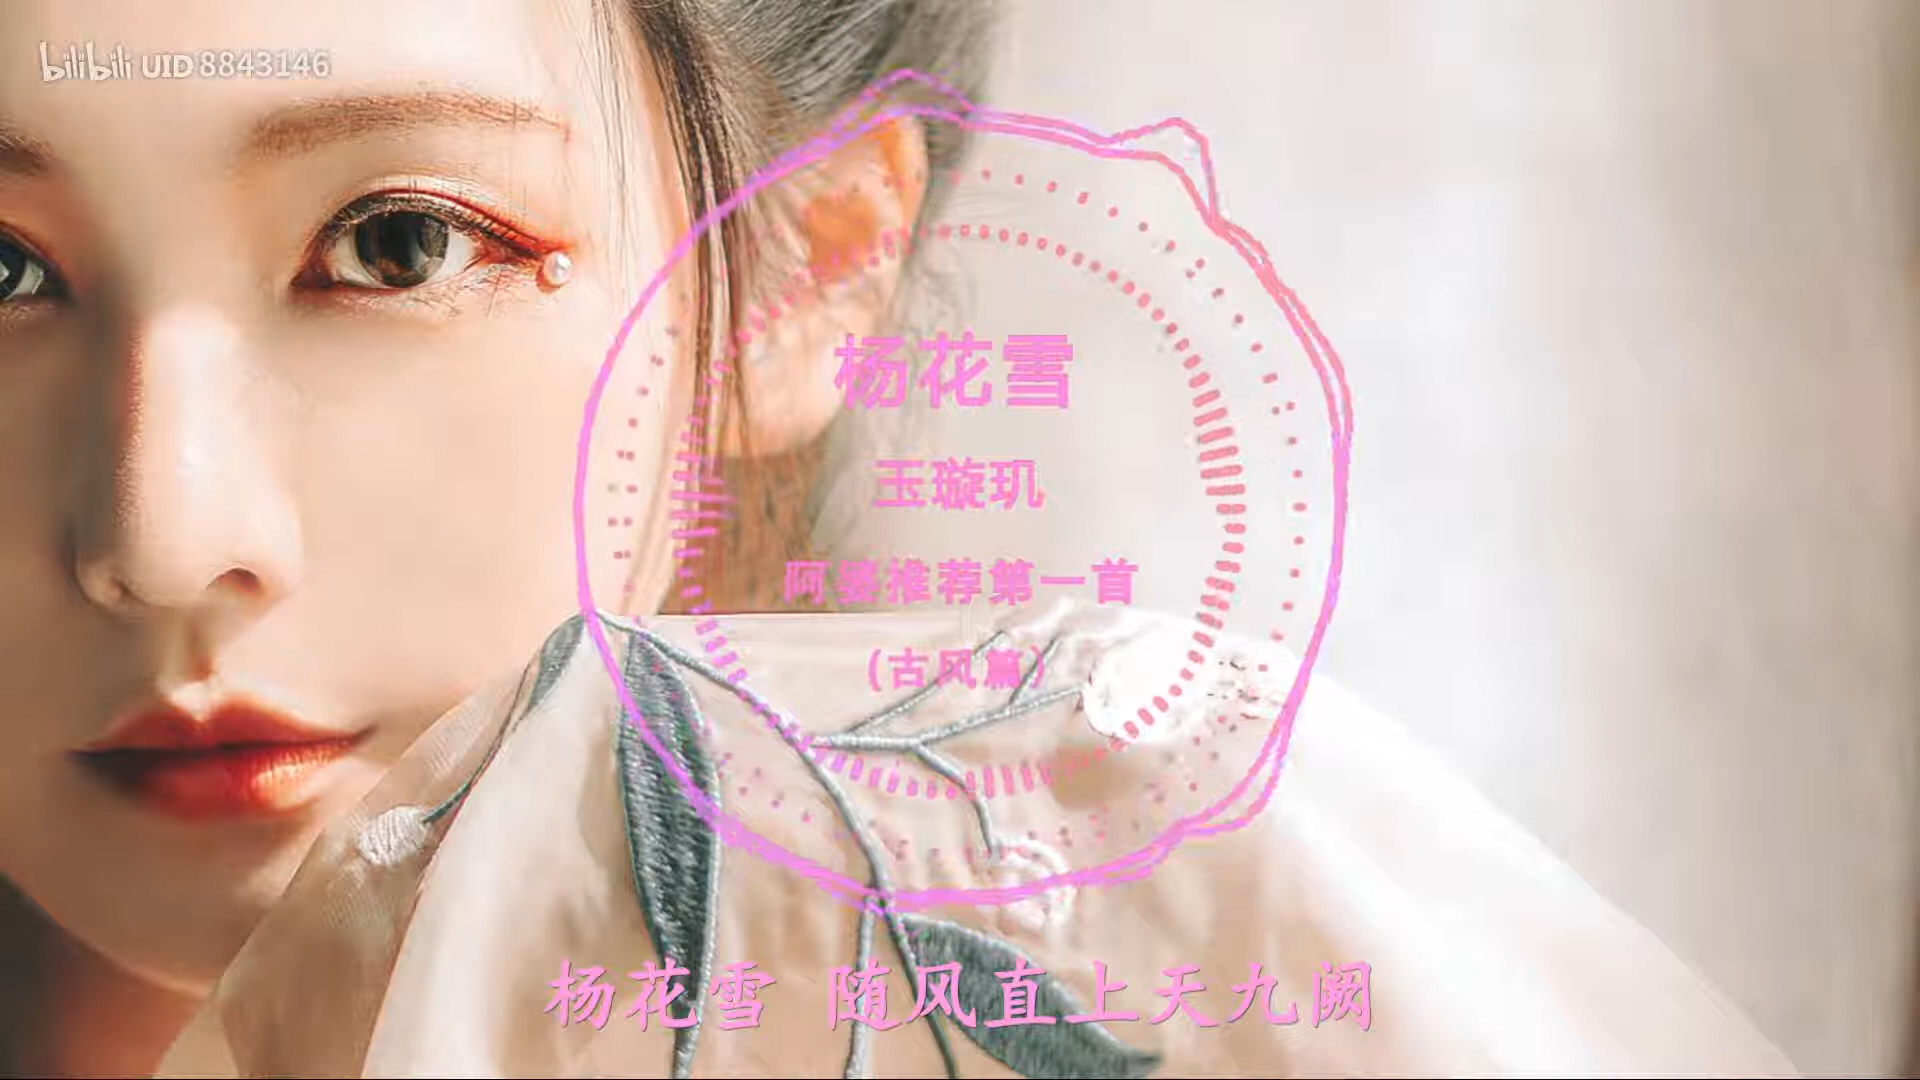 bilibili UID 8843146
杨花雪
玉璇玑
阿婆推荐第一首
(古风篇)
杨花雪 随风直上天九阙